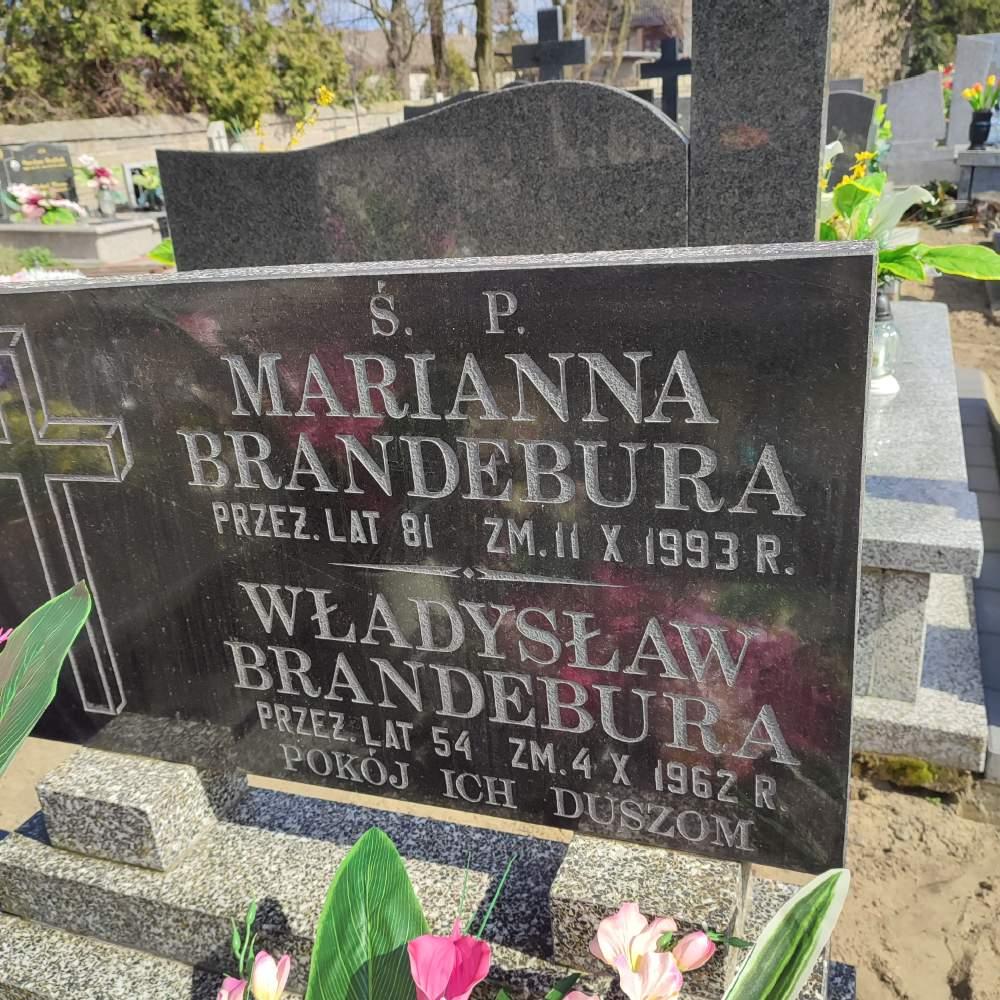 Ś. P.
MARIANNA
BRANDEBURA
PRZEŻ. LAT 81 ZM. 11 X 1993 R.
WŁADYSŁAW
BRANDEBURA
PRZEŻ. LAT 54 ZM. 4 X 1962 R.
POKÓJ ICH DUSZOM